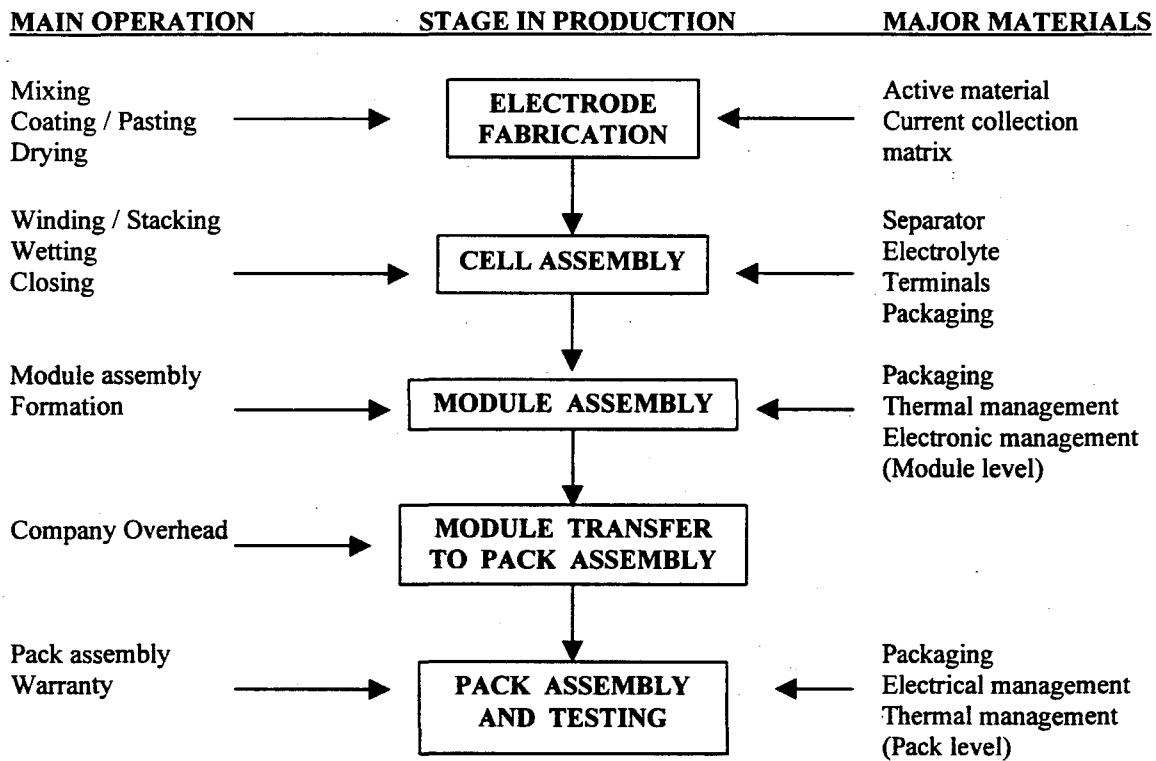 MAIN OPERATION STAGE IN PRODUCTION MAJOR MATERIALS
Mixing
Coating / Pasting
Drying
ELECTRODE
FABRICATION
Active material
Current collection
matrix
Winding / Stacking
Wetting
Closing
CELL ASSEMBLY
Separator
Electrolyte
Terminals
Packaging
Module assembly
Formation
MODULE ASSEMBLY
Packaging
Thermal management
Electronic management
(Module level)
Company Overhead
MODULE TRANSFER
TO PACK ASSEMBLY
Pack assembly
Warranty
PACK ASSEMBLY
AND TESTING
Packaging
Electrical management
Thermal management
(Pack level)